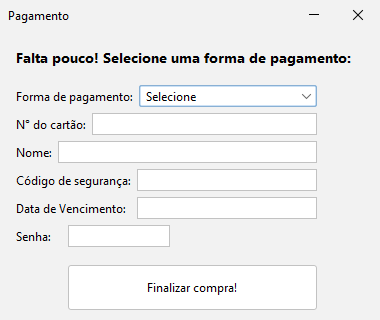 Pagamento
Falta pouco! Selecione uma forma de pagamento:
Forma de pagamento: Selecione
N° do cartão:
Nome:
Código de segurança:
Data de Vencimento:
Senha:
Finalizar compra!